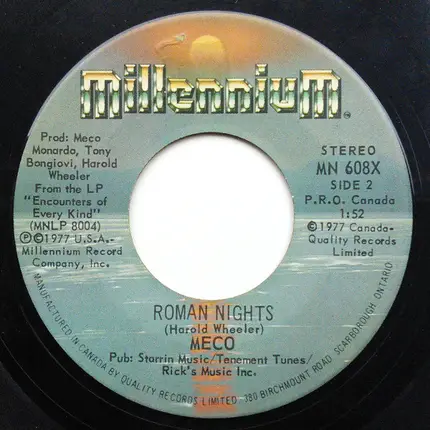 MillenniuM
TM
Prod: Meco
Monardo, Tony
Bongiovi, Harold
Wheeler
From the LP
"Encounters of
Every Kind"
(MNLP 8004)
Ⓟ©1977 U.S.A.-
Millennium Record
Company, Inc.
STEREO
MN 608X
SIDE 2
P.R.O. Canada
1:52
©1977 Canada-
Quality Records
Limited
ROMAN NIGHTS
(Harold Wheeler)
MECO
Pub: Starrin Music/Tenement Tunes/
Rick's Music Inc.
MANUFACTURED IN CANADA BY QUALITY RECORDS LIMITED-380 BIRCHMOUNT ROAD SCARBOROUGH, ONTARIO